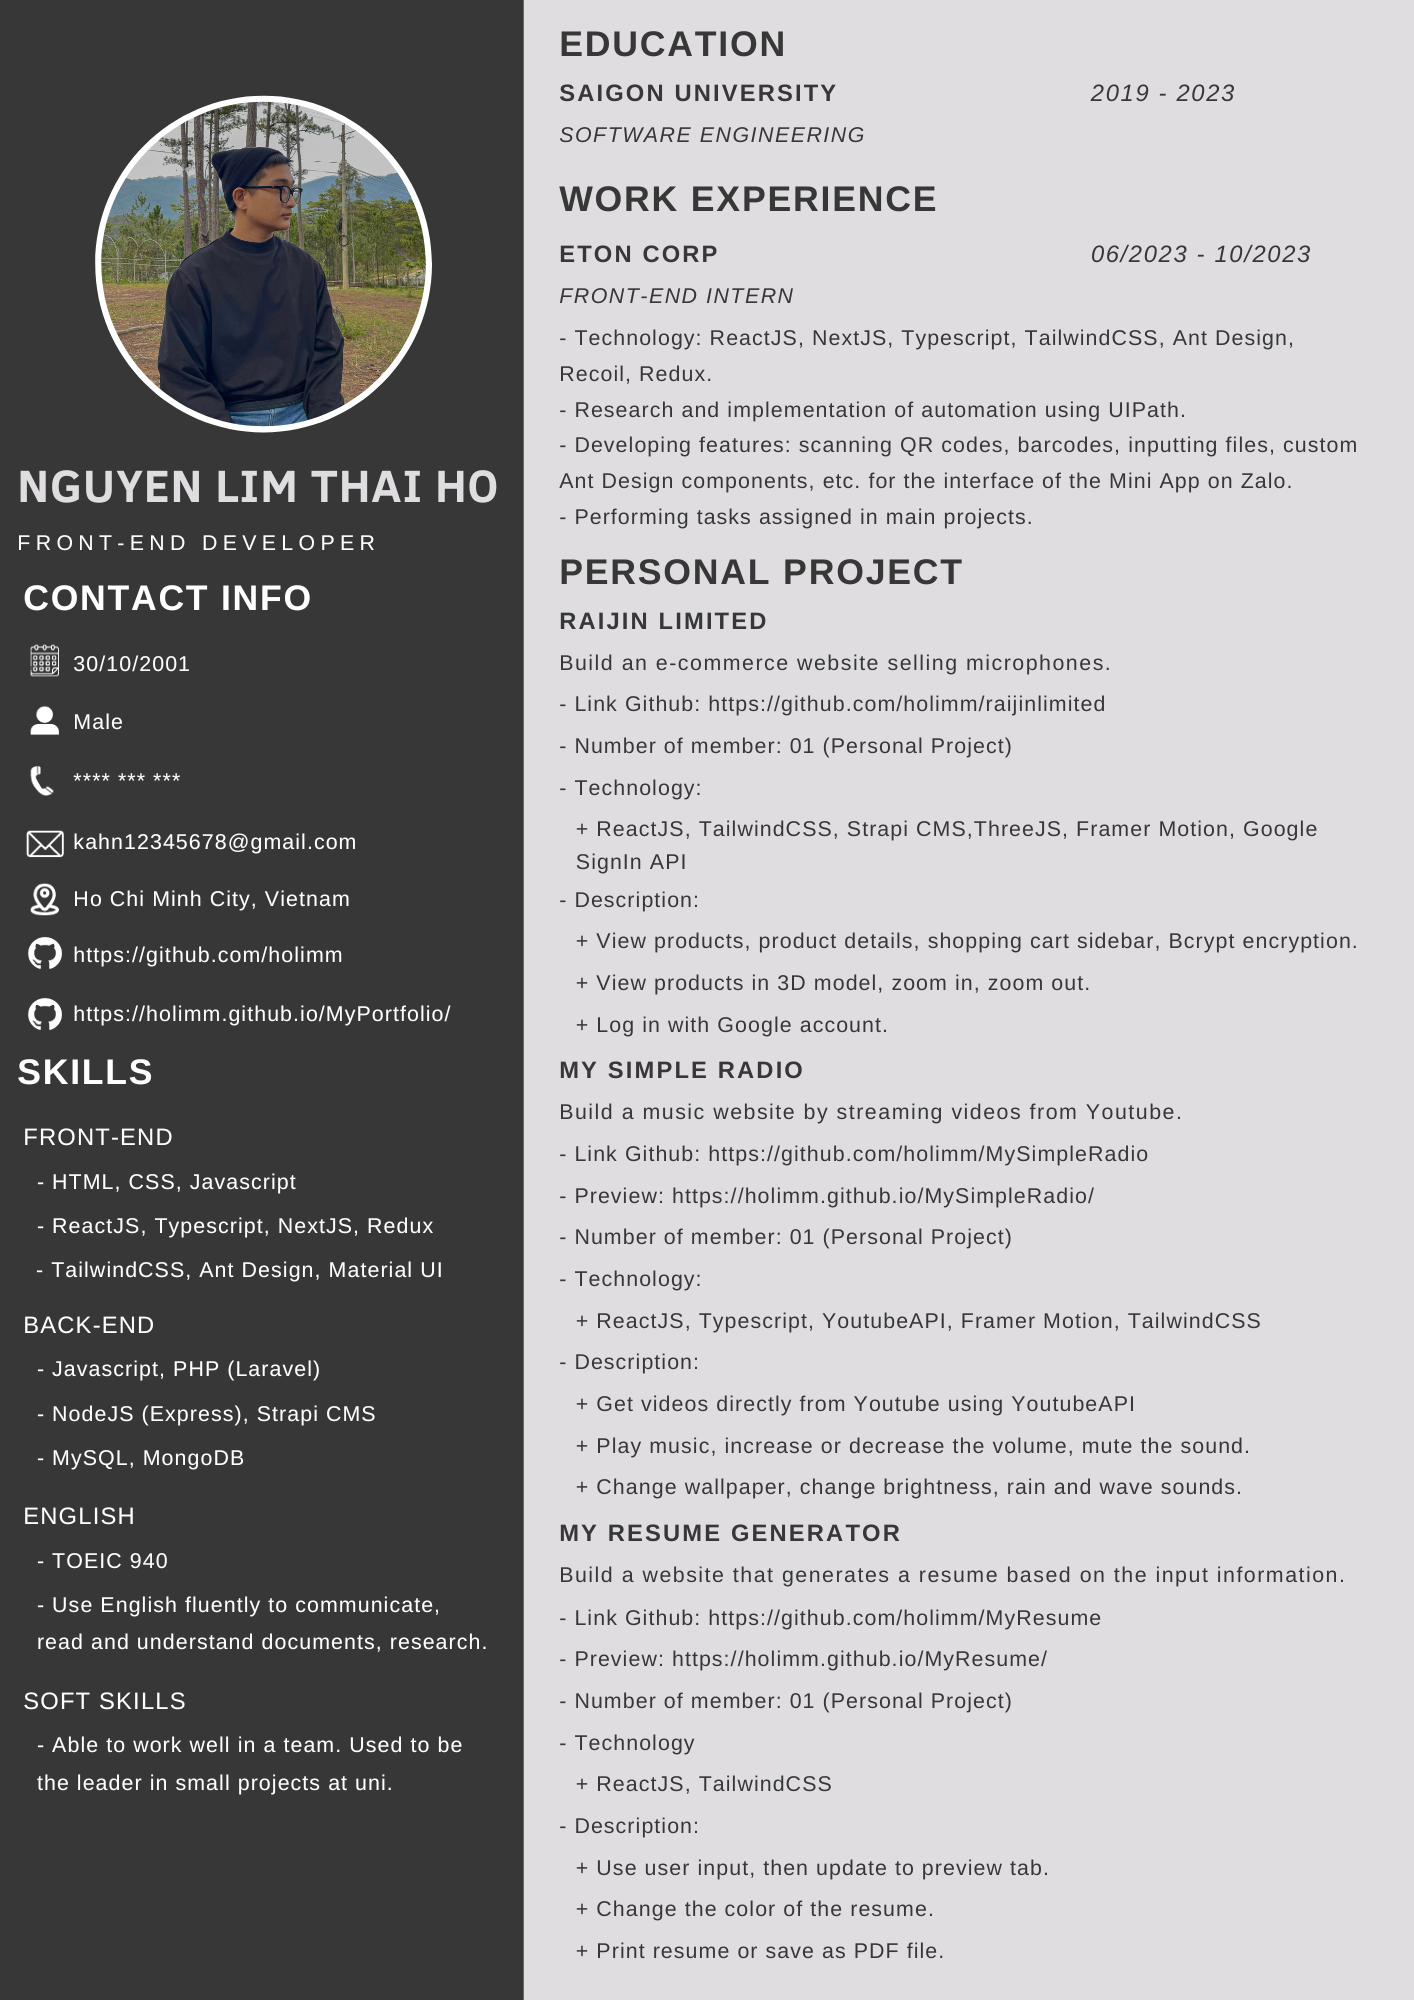 NGUYEN LIM THAI HO
FRONT-END DEVELOPER
CONTACT INFO
30/10/2001
Male
**** *** ***
kahn12345678@gmail.com
Ho Chi Minh City, Vietnam
https://github.com/holimm
https://holimm.github.io/MyPortfolio/
SKILLS
FRONT-END
- HTML, CSS, Javascript
- ReactJS, Typescript, NextJS, Redux
- TailwindCSS, Ant Design, Material UI
BACK-END
- Javascript, PHP (Laravel)
- NodeJS (Express), Strapi CMS
- MySQL, MongoDB
ENGLISH
- TOEIC 940
- Use English fluently to communicate,
read and understand documents, research.
SOFT SKILLS
- Able to work well in a team. Used to be
the leader in small projects at uni.
EDUCATION
SAIGON UNIVERSITY 2019 - 2023
SOFTWARE ENGINEERING
WORK EXPERIENCE
ETON CORP 06/2023 - 10/2023
FRONT-END INTERN
- Technology: ReactJS, NextJS, Typescript, TailwindCSS, Ant Design,
Recoil, Redux.
- Research and implementation of automation using UIPath.
- Developing features: scanning QR codes, barcodes, inputting files, custom
Ant Design components, etc. for the interface of the Mini App on Zalo.
- Performing tasks assigned in main projects.
PERSONAL PROJECT
RAIJIN LIMITED
Build an e-commerce website selling microphones.
- Link Github: https://github.com/holimm/raijinlimited
- Number of member: 01 (Personal Project)
- Technology:
+ ReactJS, TailwindCSS, Strapi CMS,ThreeJS, Framer Motion, Google
SignIn API
- Description:
+ View products, product details, shopping cart sidebar, Bcrypt encryption.
+ View products in 3D model, zoom in, zoom out.
+ Log in with Google account.
MY SIMPLE RADIO
Build a music website by streaming videos from Youtube.
- Link Github: https://github.com/holimm/MySimpleRadio
- Preview: https://holimm.github.io/MySimpleRadio/
- Number of member: 01 (Personal Project)
- Technology:
+ ReactJS, Typescript, YoutubeAPI, Framer Motion, TailwindCSS
- Description:
+ Get videos directly from Youtube using YoutubeAPI
+ Play music, increase or decrease the volume, mute the sound.
+ Change wallpaper, change brightness, rain and wave sounds.
MY RESUME GENERATOR
Build a website that generates a resume based on the input information.
- Link Github: https://github.com/holimm/MyResume
- Preview: https://holimm.github.io/MyResume/
- Number of member: 01 (Personal Project)
- Technology
+ ReactJS, TailwindCSS
- Description:
+ Use user input, then update to preview tab.
+ Change the color of the resume.
+ Print resume or save as PDF file.